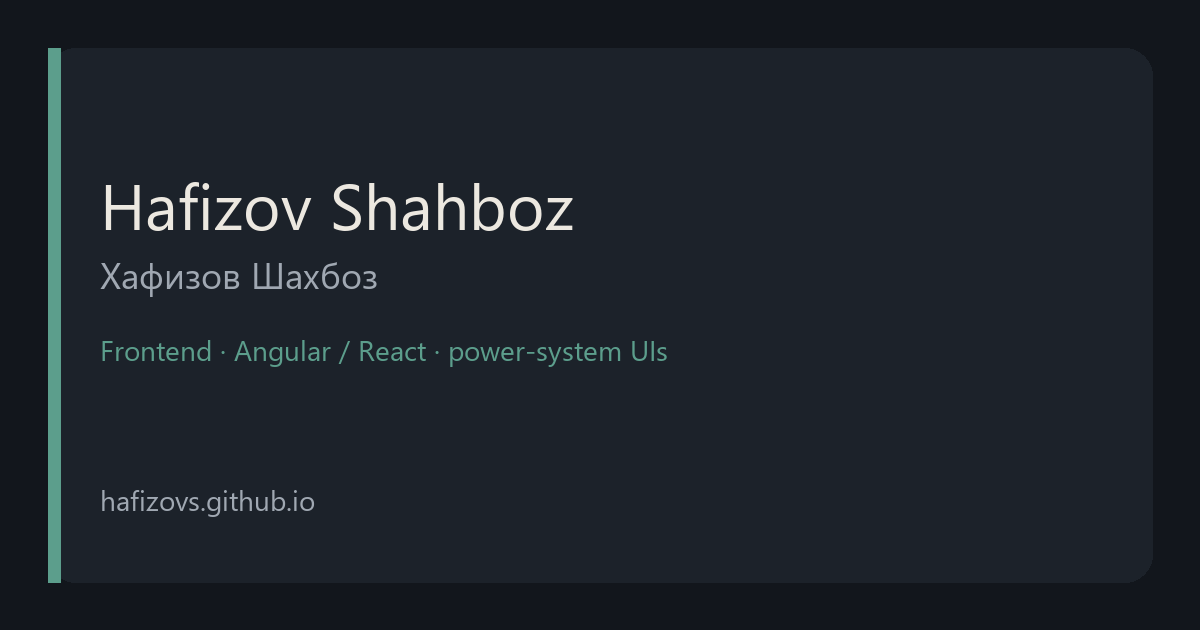 Hafizov Shahboz
Хафизов Шахбоз
Frontend · Angular / React · power-system UIs
hafizovs.github.io